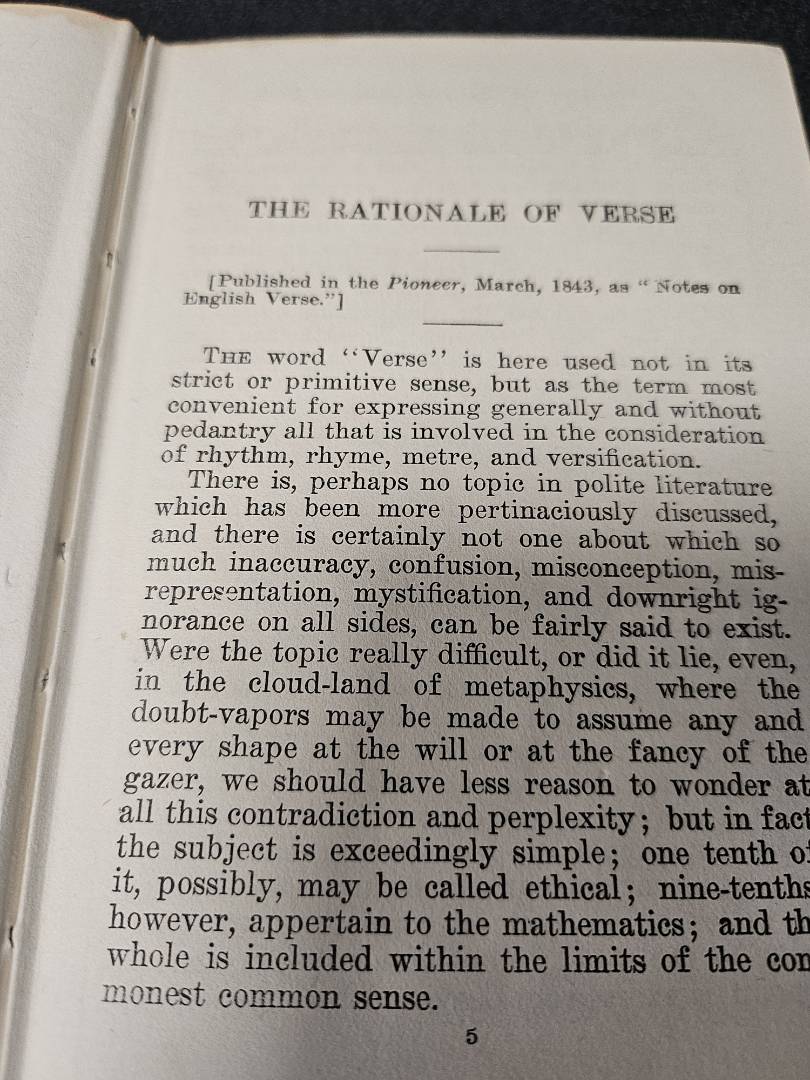 THE RATIONALE OF VERSE
[Published in the Pioneer, March, 1843, as “ Notes on
English Verse.”]
THE word ‘‘Verse’’ is here used not in its
strict or primitive sense, but as the term most
convenient for expressing generally and without
pedantry all that is involved in the consideration
of rhythm, rhyme, metre, and versification.
There is, perhaps no topic in polite literature
which has been more pertinaciously discussed,
and there is certainly not one about which so
much inaccuracy, confusion, misconception, mis-
representation, mystification, and downright ig-
norance on all sides, can be fairly said to exist.
Were the topic really difficult, or did it lie, even,
in the cloud-land of metaphysics, where the
doubt-vapors may be made to assume any and
every shape at the will or at the fancy of the
gazer, we should have less reason to wonder at
all this contradiction and perplexity; but in fact
the subject is exceedingly simple; one tenth of
it, possibly, may be called ethical; nine-tenths
however, appertain to the mathematics; and th
whole is included within the limits of the com
monest common sense.
5